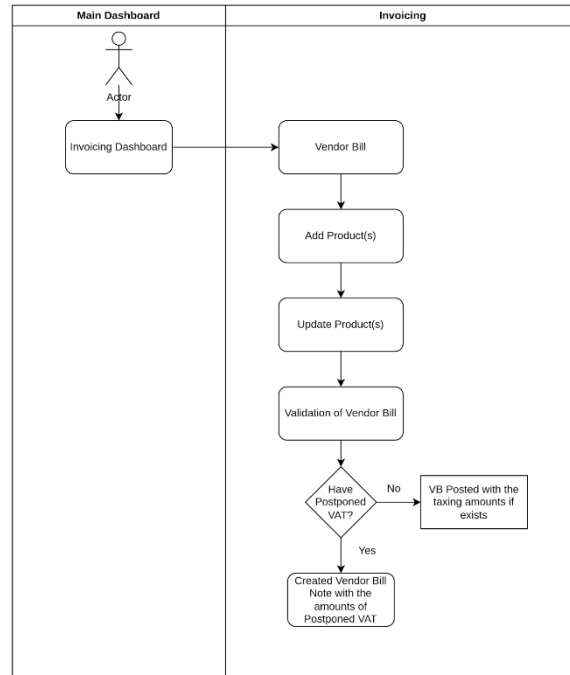 Main Dashboard
Invoicing
Actor
Invoicing Dashboard
Vendor Bill
Add Product(s)
Update Product(s)
Validation of Vendor Bill
Have
Postponed
VAT?
No
VB Posted with the
taxing amounts if
exists
Yes
Created Vendor Bill
Note with the
amounts of
Postponed VAT